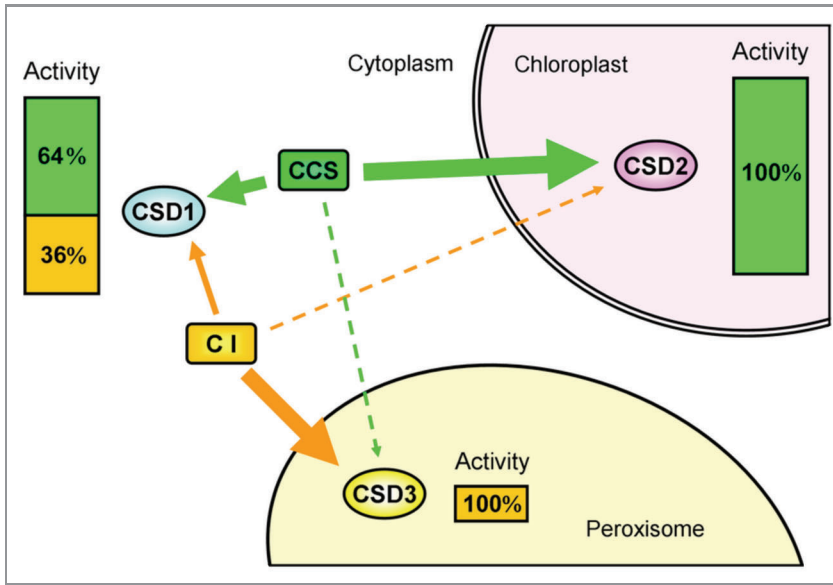 Activity
64%
36%
CSD1
CCS
C I
Cytoplasm
Chloroplast
CSD2
Activity
100%
CSD3
Activity
100%
Peroxisome